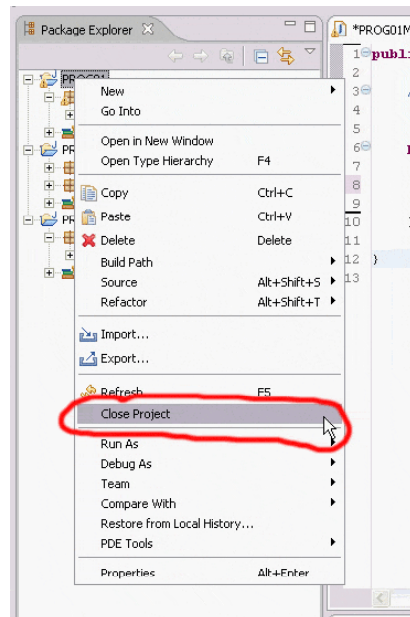 Package Explorer
*PROG01M
PROG01
1 publi
2
3
4
5
6
7
8
9
10
11
12 }
13
PR
PR
New
Go Into
Open in New Window
Open Type Hierarchy F4
Copy Ctrl+C
Paste Ctrl+V
Delete Delete
Build Path
Source Alt+Shift+S
Refactor Alt+Shift+T
Import...
Export...
Refresh F5
Close Project
Run As
Debug As
Team
Compare With
Restore from Local History...
PDE Tools
Properties Alt+Enter